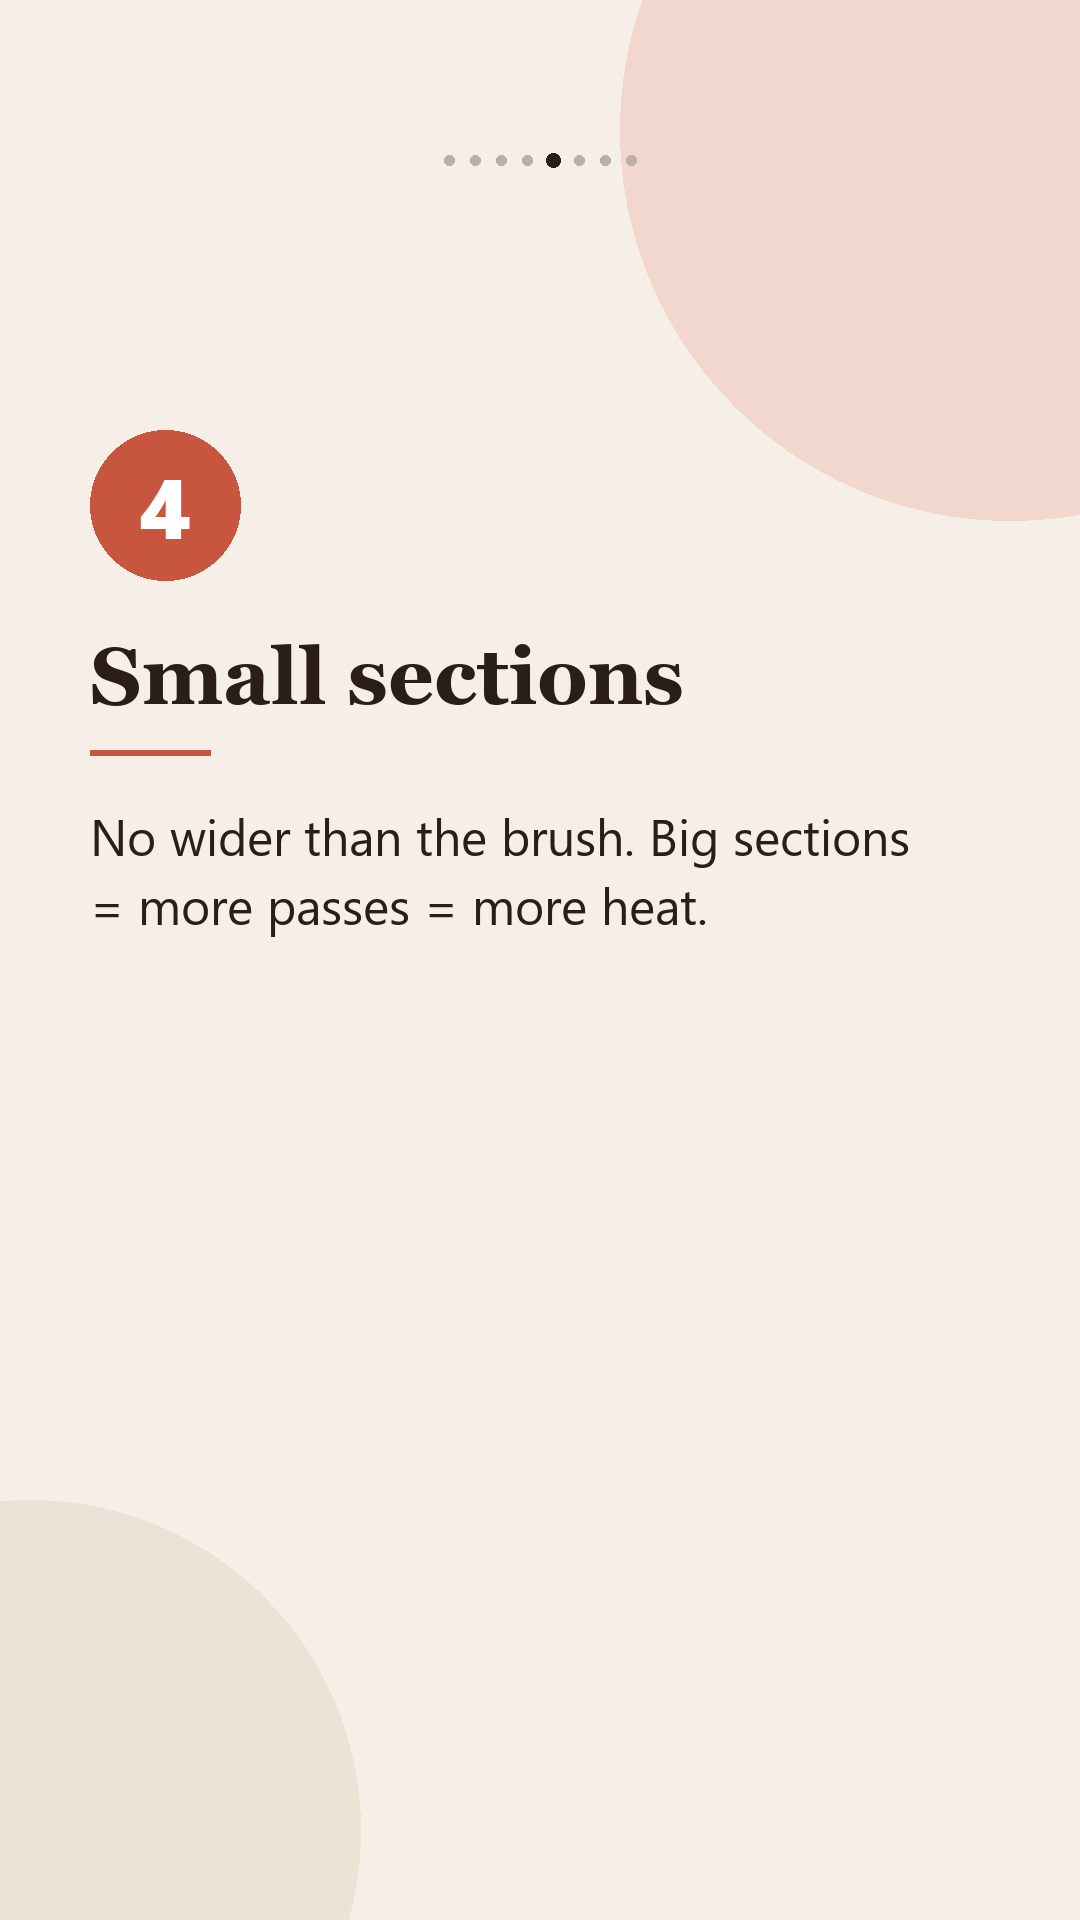 4
Small sections
No wider than the brush. Big sections
= more passes = more heat.